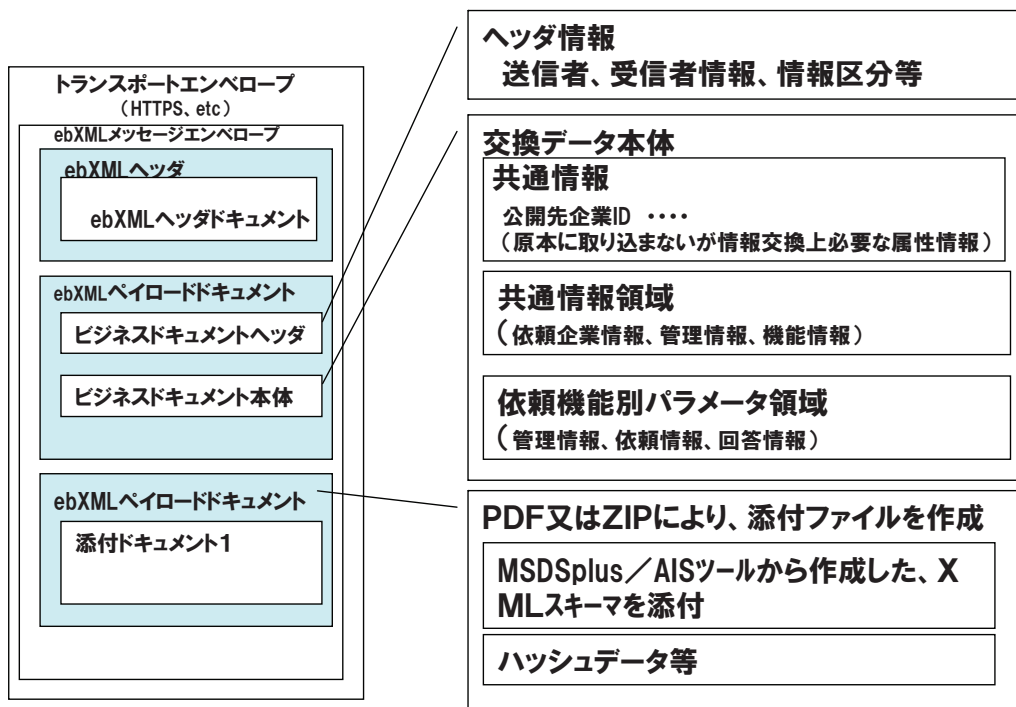 トランスポートエンベロープ
（HTTPS、etc）
ebXMLメッセージエンベロープ
ebXMLヘッダ
ebXMLヘッダドキュメント
ebXMLペイロードドキュメント
ビジネスドキュメントヘッダ
ビジネスドキュメント本体
ebXMLペイロードドキュメント
添付ドキュメント1
ヘッダ情報
送信者、受信者情報、情報区分等
交換データ本体
共通情報
公開先企業ID ‥‥
（原本に取り込まないが情報交換上必要な属性情報）
共通情報領域
（依頼企業情報、管理情報、機能情報）
依頼機能別パラメータ領域
（管理情報、依頼情報、回答情報）
PDF又はZIPにより、添付ファイルを作成
MSDSplus／AISツールから作成した、X
MLスキーマを添付
ハッシュデータ等